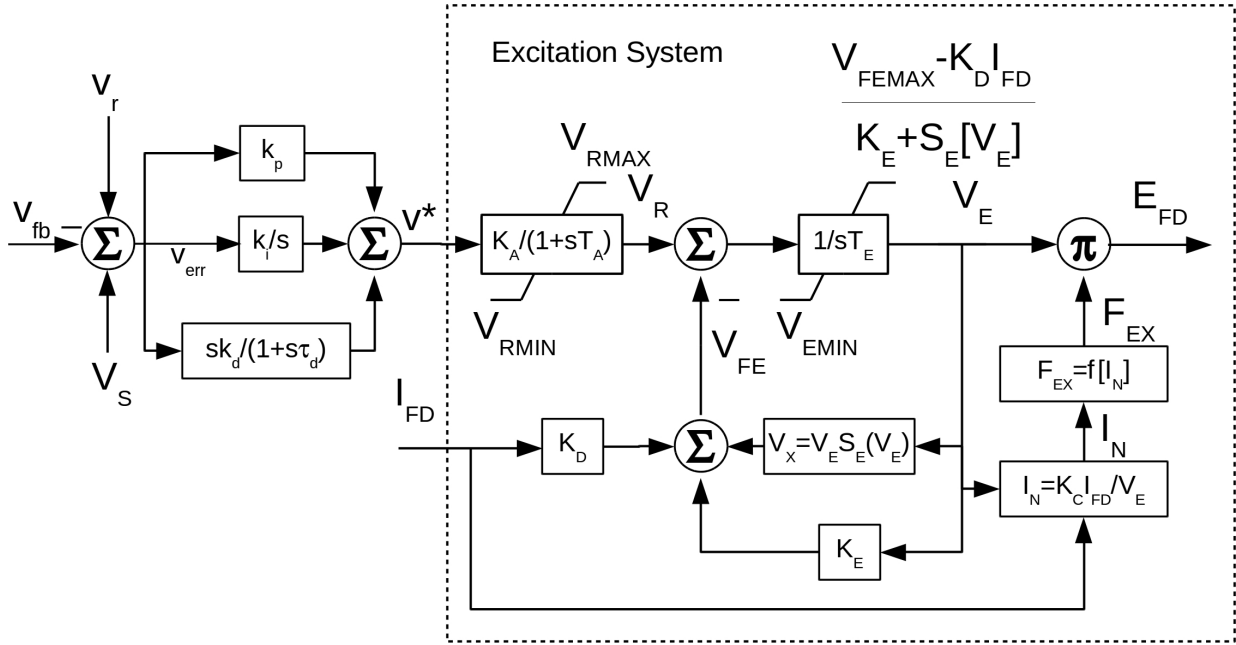 Excitation System
V_FEMAX-K_D I_FD
K_E+S_E[V_E]
v_r
k_p
V_RMAX
V_R
V_E
E_FD
v_fb
−
Σ
v_err
k_i/s
Σ
v*
K_A/(1+sT_A)
Σ
1/sT_E
π
V_RMIN
−
V_EMIN
V_S
sk_d/(1+sτ_d)
V_FE
F_EX
F_EX=f[I_N]
I_FD
K_D
Σ
V_X=V_E S_E(V_E)
I_N
I_N=K_C I_FD/V_E
K_E